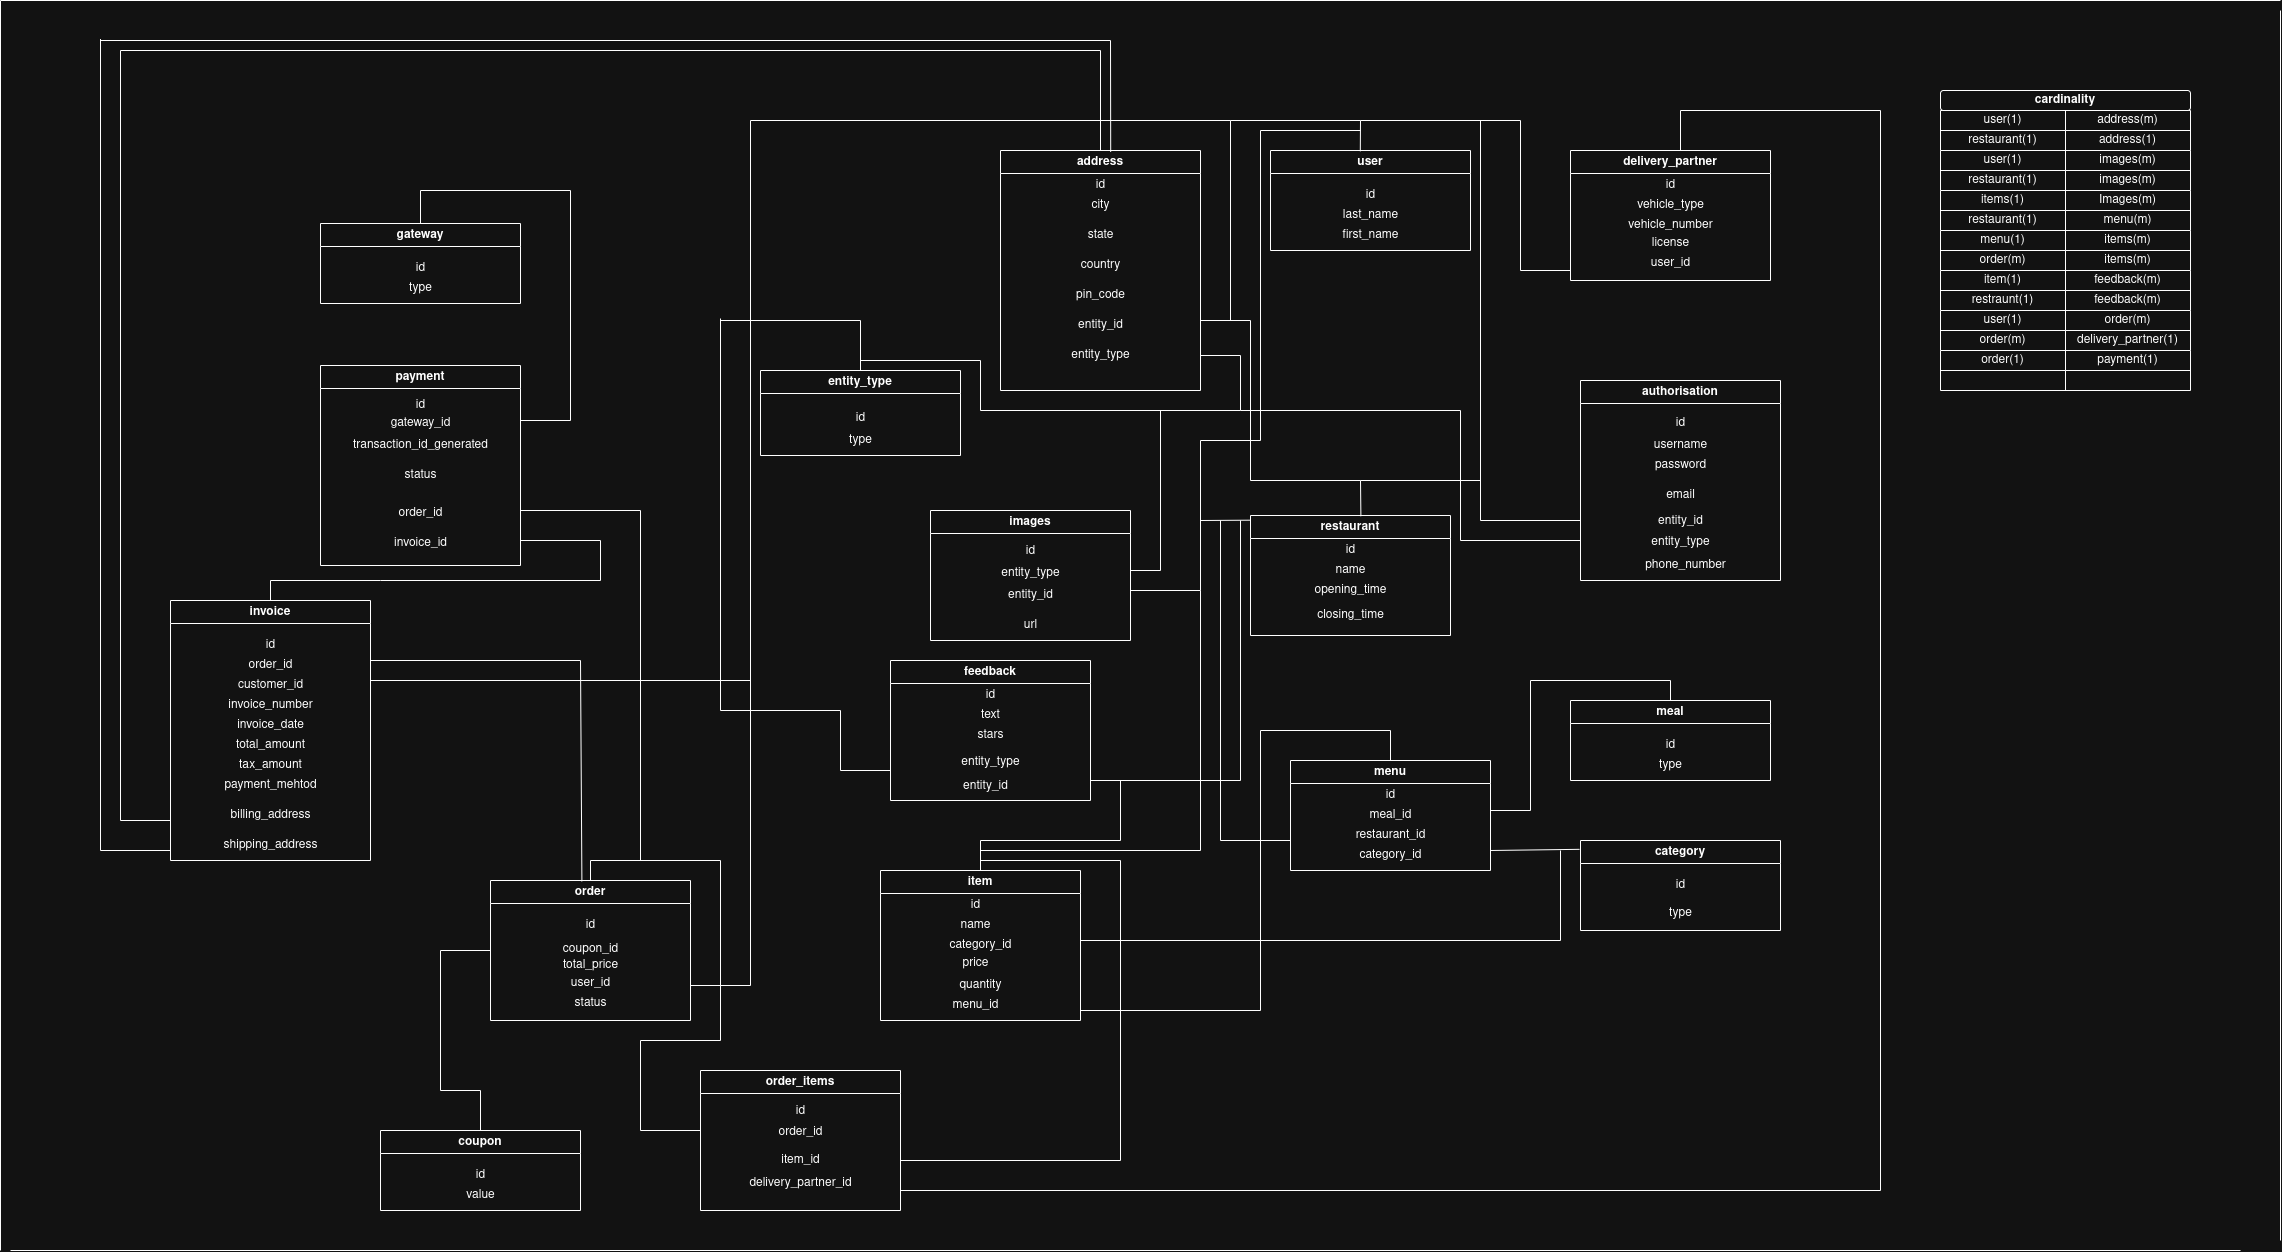 address
id
city
state
country
pin_code
entity_id
entity_type
user
id
last_name
first_name
delivery_partner
id
vehicle_type
vehicle_number
license
user_id
cardinality
user(1) address(m)
restaurant(1) address(1)
user(1) images(m)
restaurant(1) images(m)
items(1) Images(m)
restaurant(1) menu(m)
menu(1) items(m)
order(m) items(m)
item(1) feedback(m)
restraunt(1) feedback(m)
user(1) order(m)
order(m) delivery_partner(1)
order(1) payment(1)
gateway
id
type
payment
id
gateway_id
transaction_id_generated
status
order_id
invoice_id
entity_type
id
type
authorisation
id
username
password
email
entity_id
entity_type
phone_number
images
id
entity_type
entity_id
url
restaurant
id
name
opening_time
closing_time
invoice
id
order_id
customer_id
invoice_number
invoice_date
total_amount
tax_amount
payment_mehtod
billing_address
shipping_address
feedback
id
text
stars
entity_type
entity_id
meal
id
type
menu
id
meal_id
restaurant_id
category_id
category
id
type
order
id
coupon_id
total_price
user_id
status
item
id
name
category_id
price
quantity
menu_id
order_items
id
order_id
item_id
delivery_partner_id
coupon
id
value